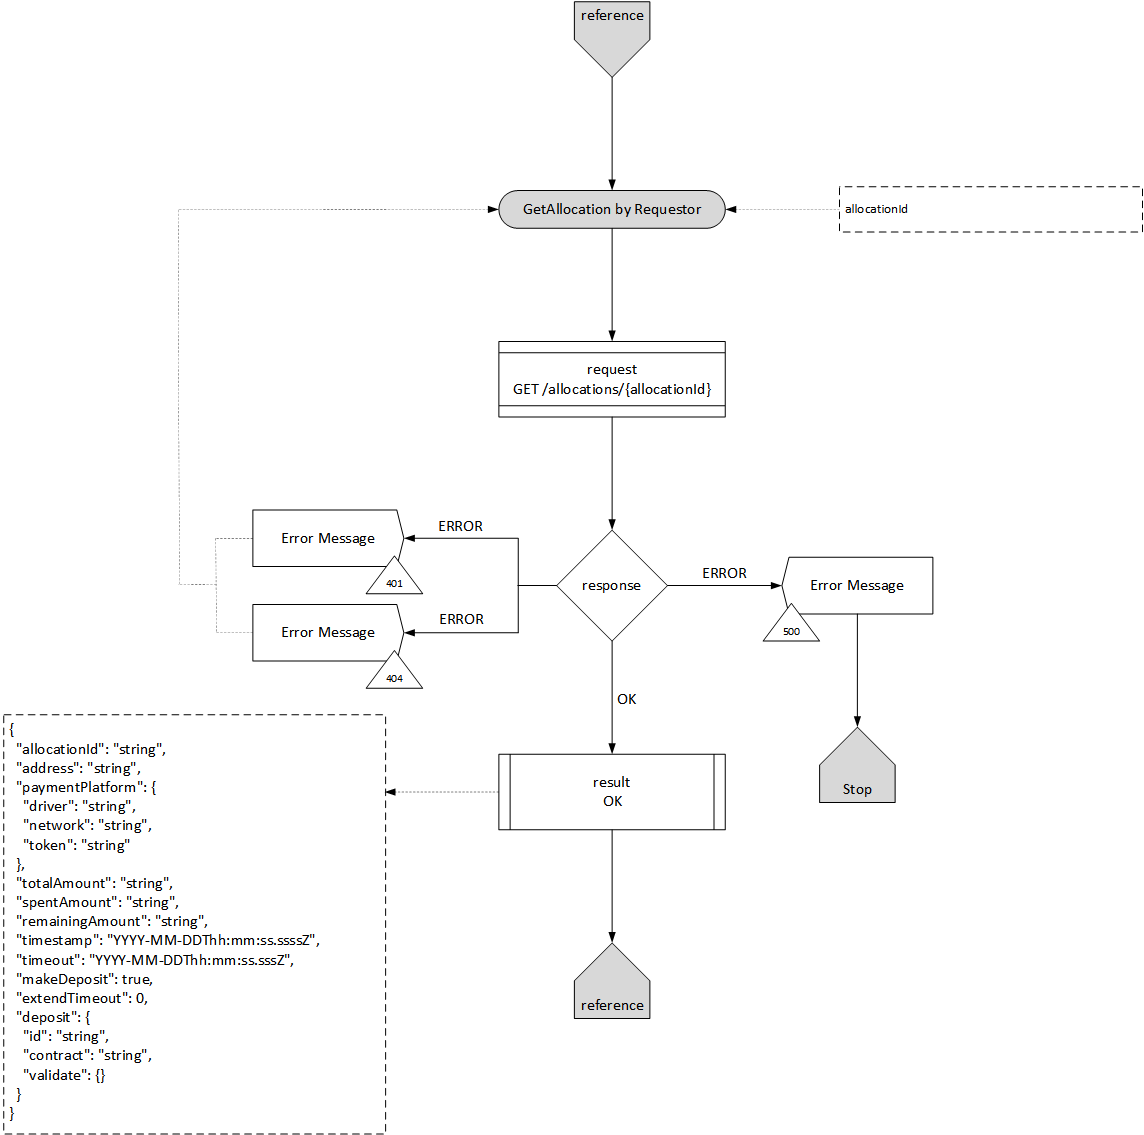 reference
GetAllocation by Requestor
allocationId
request
GET /allocations/{allocationId}
ERROR
Error Message
401
response
ERROR
Error Message
500
ERROR
Error Message
404
OK
Stop
result
OK
{
"allocationId": "string",
"address": "string",
"paymentPlatform": {
"driver": "string",
"network": "string",
"token": "string"
},
"totalAmount": "string",
"spentAmount": "string",
"remainingAmount": "string",
"timestamp": "YYYY-MM-DDThh:mm:ss.ssssZ",
"timeout": "YYYY-MM-DDThh:mm:ss.sssZ",
"makeDeposit": true,
"extendTimeout": 0,
"deposit": {
"id": "string",
"contract": "string",
"validate": {}
}
}
reference